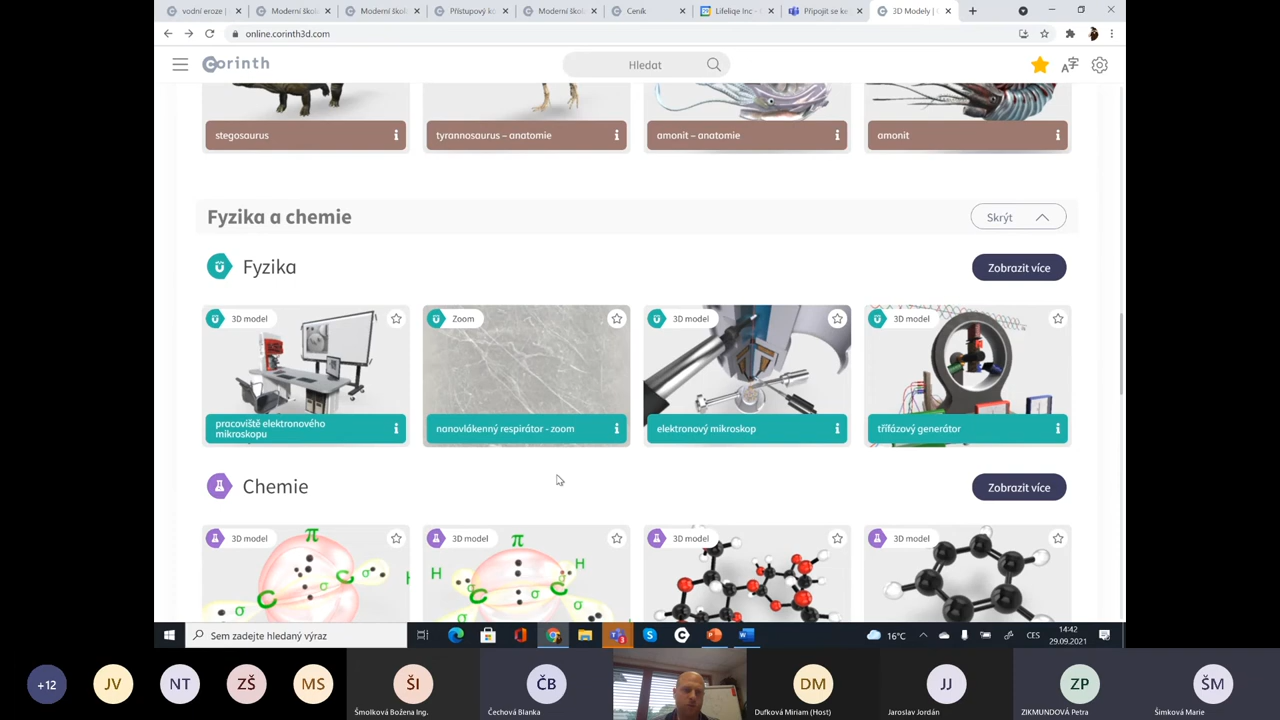 vodní eroze |
Moderní škol
Moderní škol
Přístupový kó
Moderní škol
Ceník
Lifeliqe Inc -
Připojit se ke
3D Modely |
online.corinth3d.com
corinth
Hledat
stegosaurus
tyrannosaurus – anatomie
amonit – anatomie
amonit
Fyzika a chemie
Skrýt
Fyzika
Zobrazit více
3D model
Zoom
3D model
3D model
pracoviště elektronového
mikroskopu
nanovlákenný respirátor - zoom
elektronový mikroskop
třífázový generátor
Chemie
Zobrazit více
3D model
3D model
3D model
3D model
π
C
σ
σ
H
π
H
H
C
C
σ
σ
σ
σ
Sem zadejte hledaný výraz
16°C
CES
14:42
29.09.2021
+12
JV
NT
ZŠ
MS
ŠI
ČB
DM
JJ
ZP
ŠM
Šmolková Božena Ing.
Čechová Blanka
Dufková Miriam (Host)
Jaroslav Jordán
ZIKMUNDOVÁ Petra
Šimková Marie